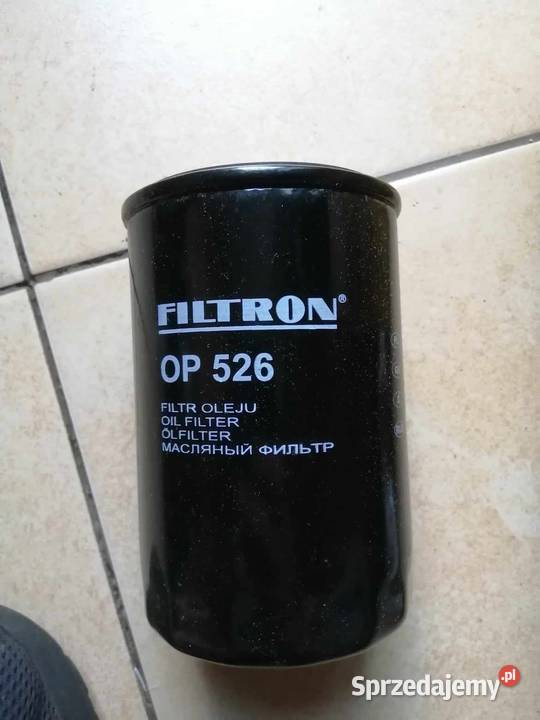 FILTRON®
OP 526
FILTR OLEJU
OIL FILTER
ÖLFILTER
МАСЛЯНЫЙ ФИЛЬТР
Sprzedajemy.pl